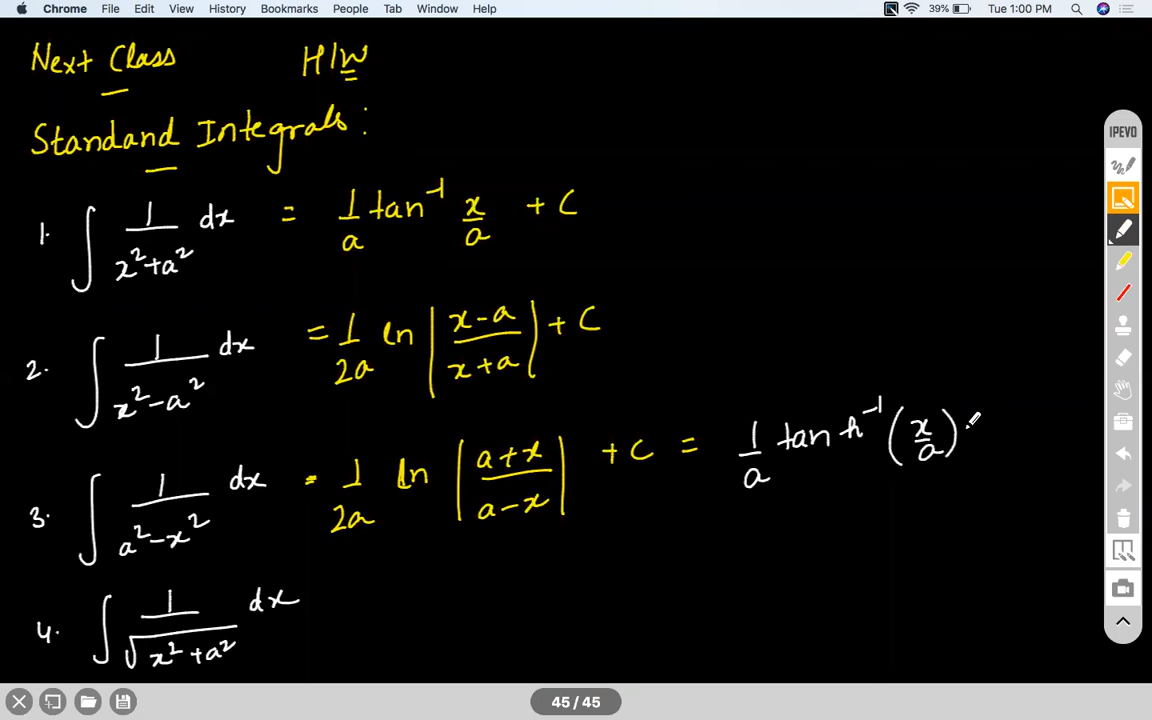 Chrome File Edit View History Bookmarks People Tab Window Help 39% Tue 1:00 PM
Next Class H/W
Standard Integrals:
IPEVO
1. ∫ 1/(x²+a²) dx = 1/a tan⁻¹ x/a + C
2. ∫ 1/(x²-a²) dx = 1/2a ln |(x-a)/(x+a)| + C
3. ∫ 1/(a²-x²) dx = 1/2a ln |(a+x)/(a-x)| + C = 1/a tanh⁻¹ (x/a)
4. ∫ 1/√(x²+a²) dx
45 / 45